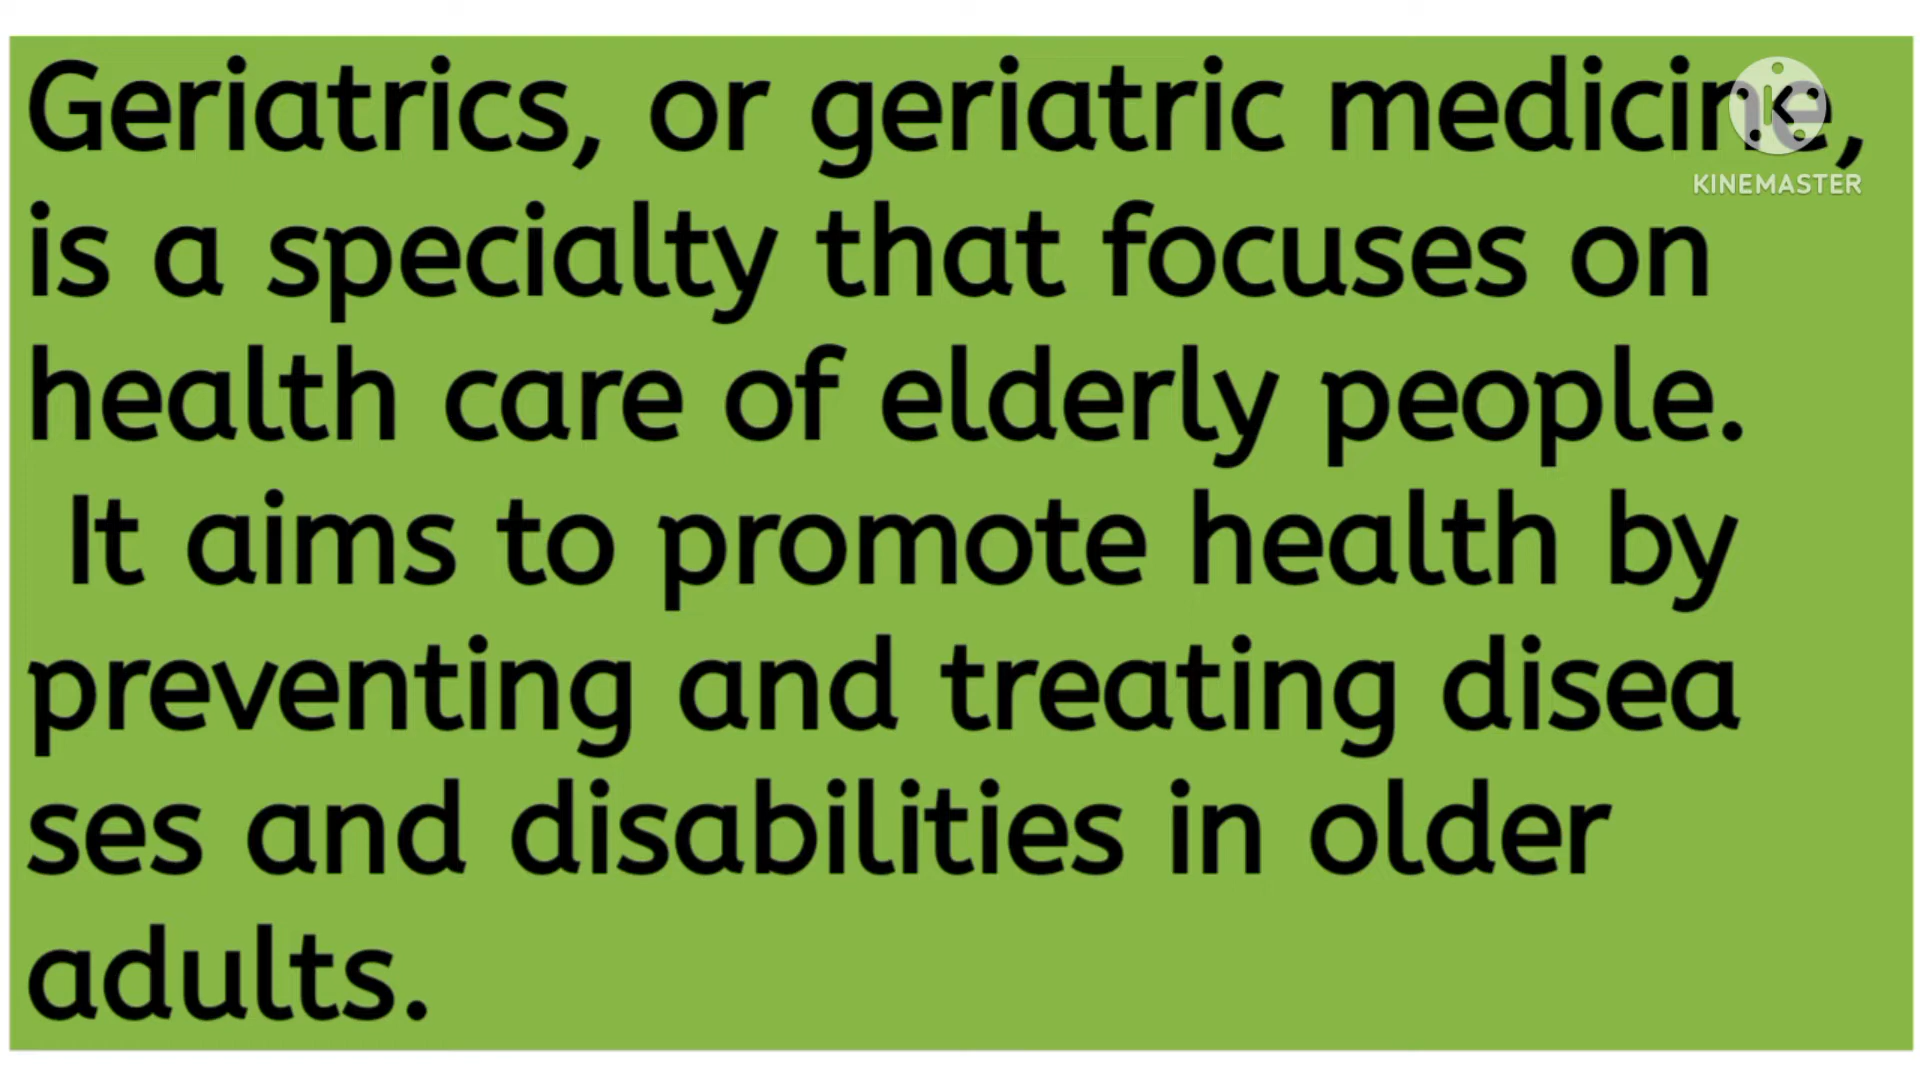 Geriatrics, or geriatric medicine,
KINEMASTER
is a specialty that focuses on
health care of elderly people.
It aims to promote health by
preventing and treating disea
ses and disabilities in older
adults.